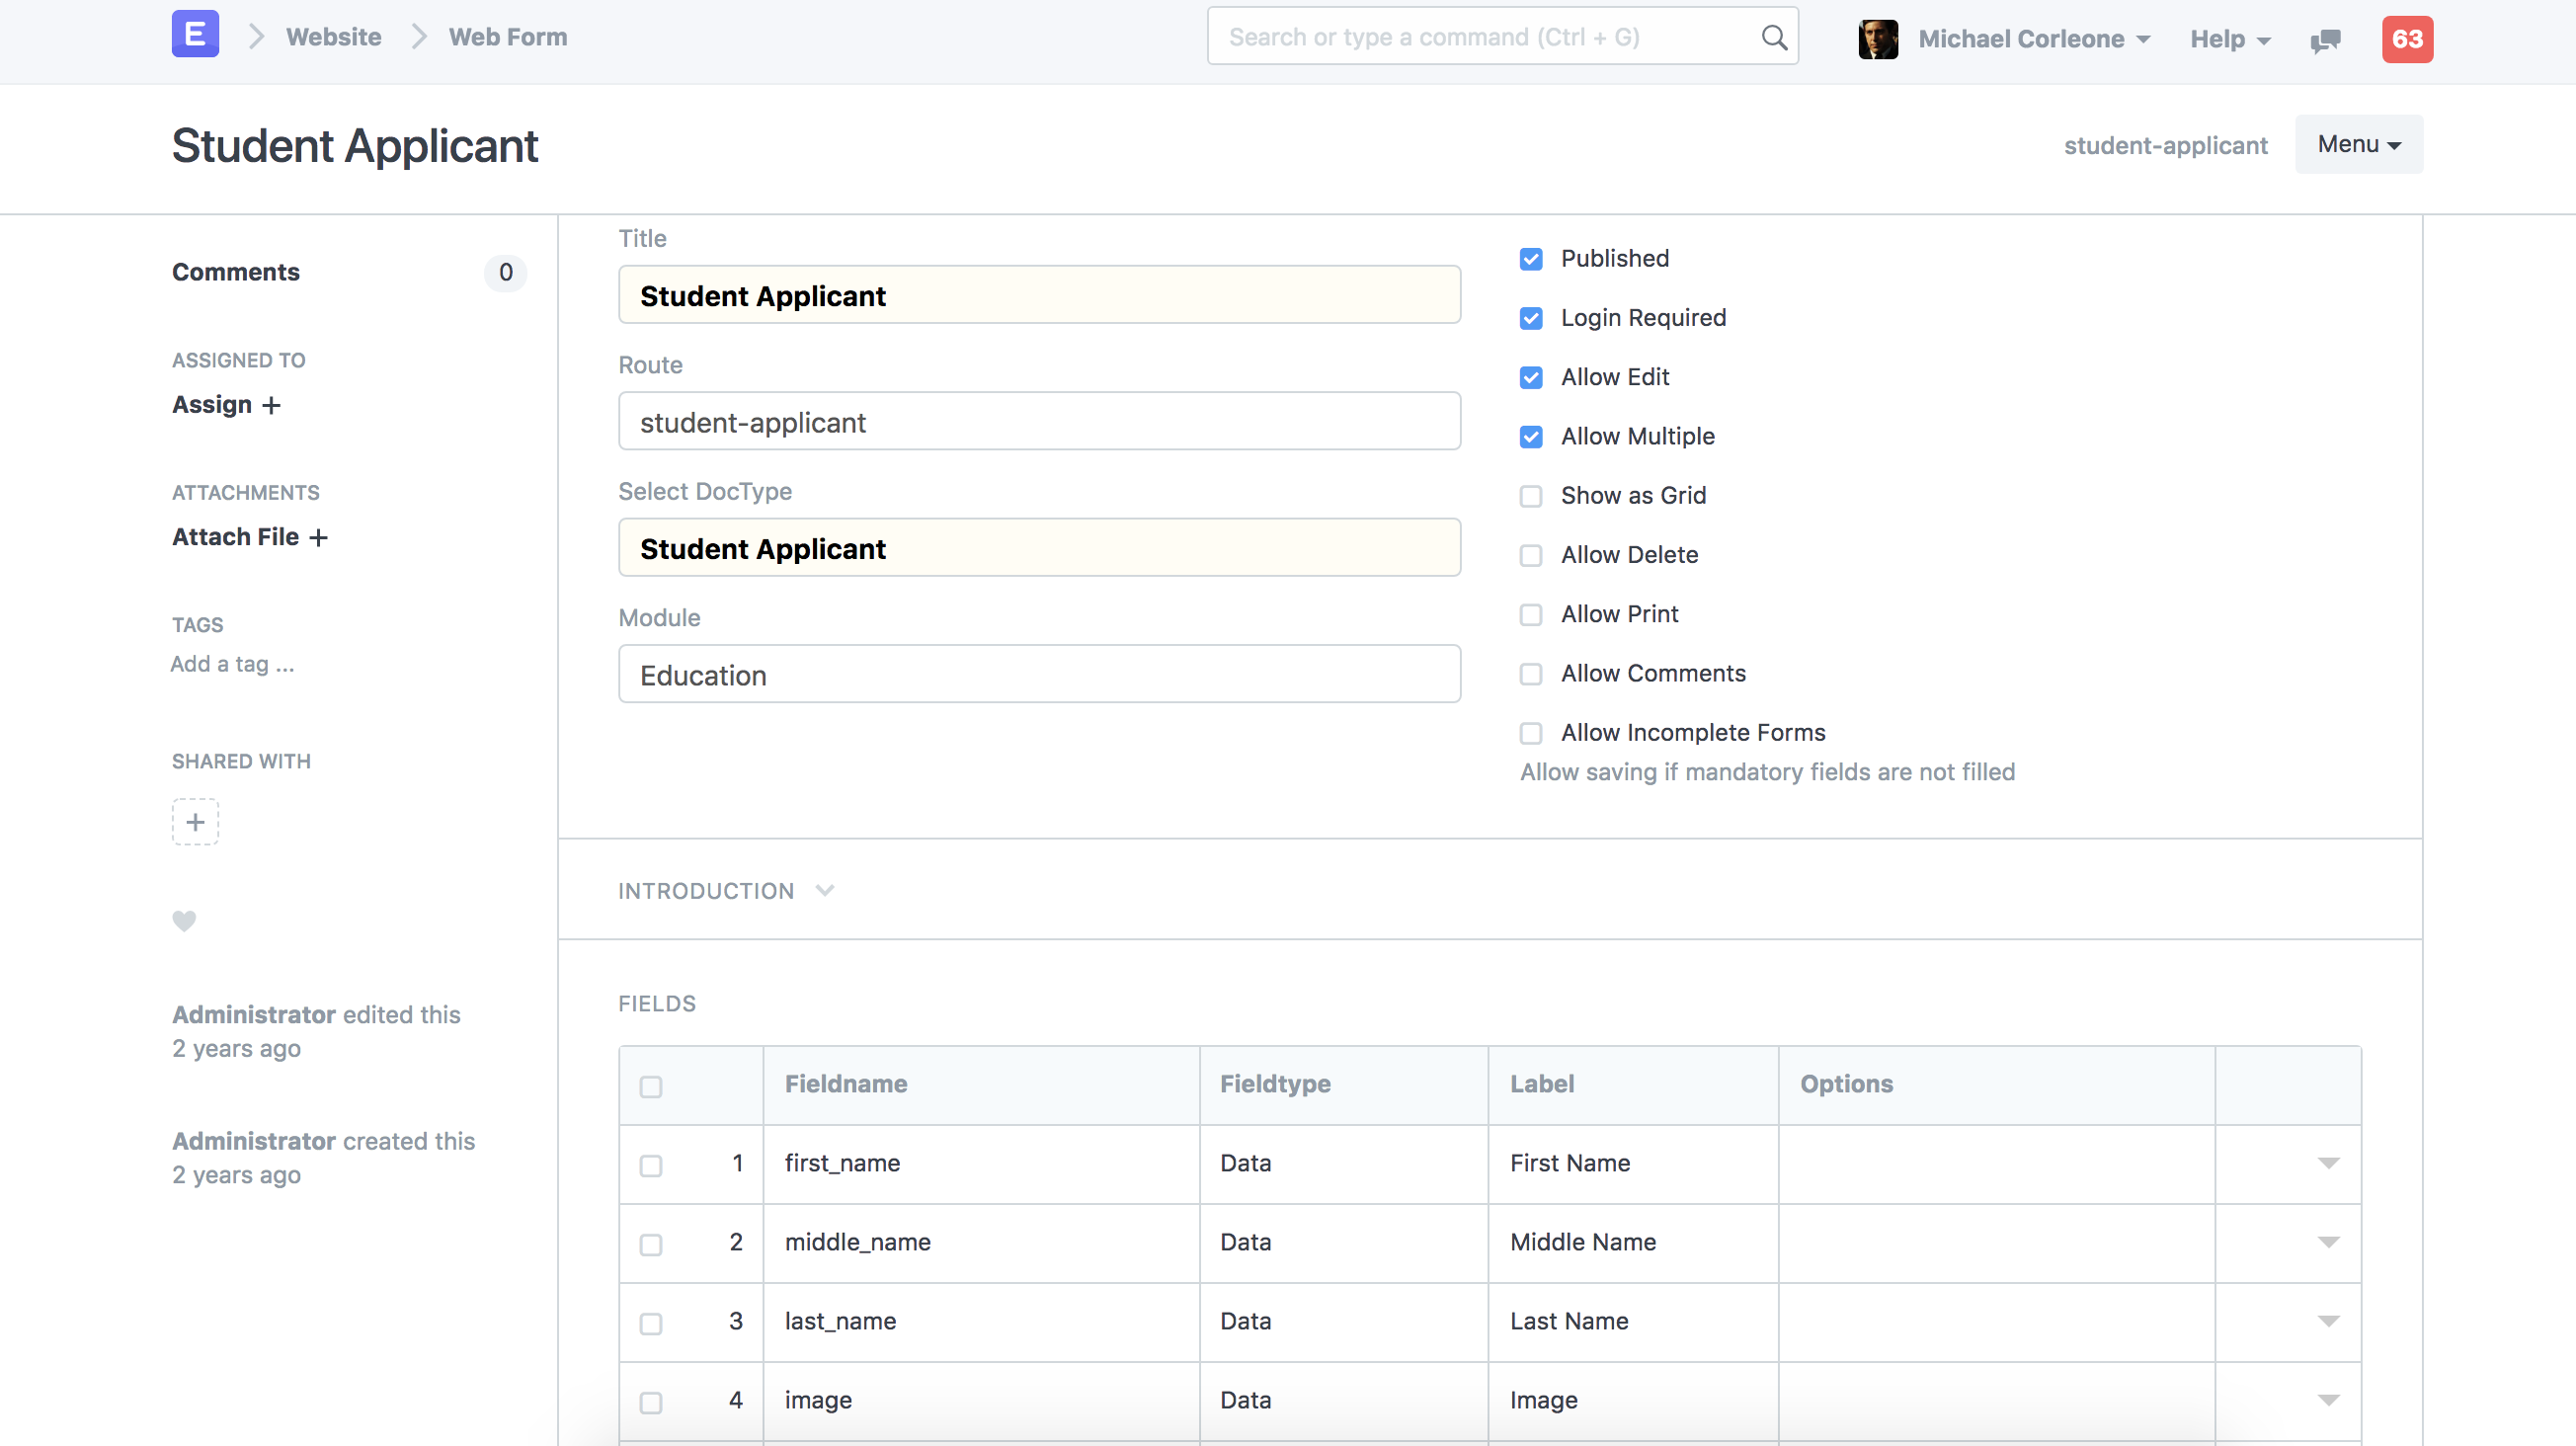 E Website Web Form Search or type a command (Ctrl + G) Michael Corleone Help 63
Student Applicant student-applicant Menu
Comments 0
ASSIGNED TO
Assign +
ATTACHMENTS
Attach File +
TAGS
Add a tag ...
SHARED WITH
+
Administrator edited this
2 years ago
Administrator created this
2 years ago
Title
Student Applicant
Route
student-applicant
Select DocType
Student Applicant
Module
Education
Published
Login Required
Allow Edit
Allow Multiple
Show as Grid
Allow Delete
Allow Print
Allow Comments
Allow Incomplete Forms
Allow saving if mandatory fields are not filled
INTRODUCTION
FIELDS
Fieldname Fieldtype Label Options
1 first_name Data First Name
2 middle_name Data Middle Name
3 last_name Data Last Name
4 image Data Image